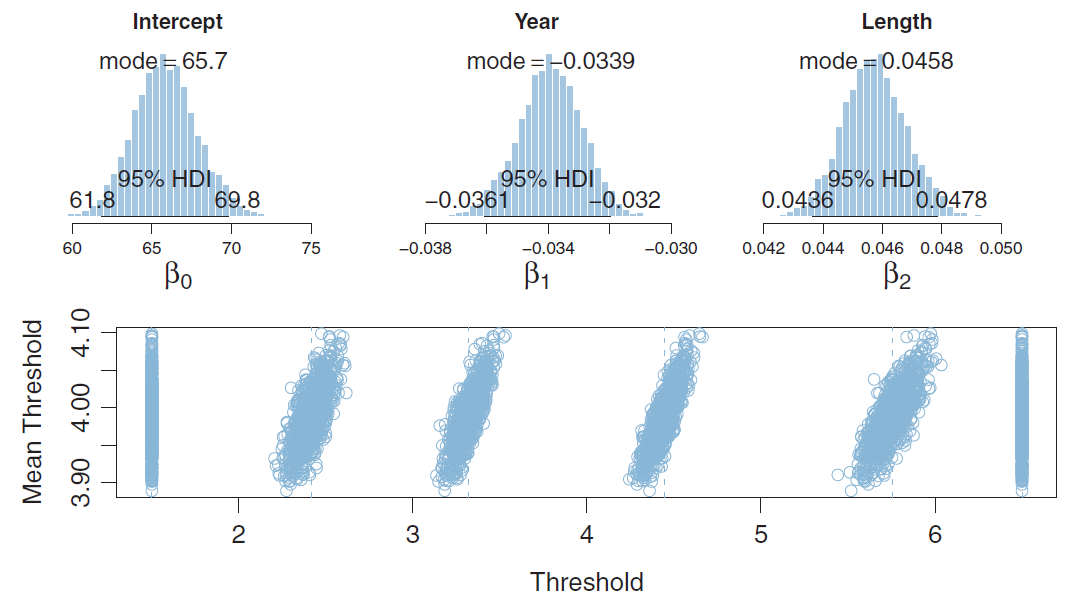 Intercept
mode = 65.7
95% HDI
61.8 69.8
60 65 70 75
β0
Year
mode = −0.0339
95% HDI
−0.0361 −0.032
−0.038 −0.034 −0.030
β1
Length
mode = 0.0458
95% HDI
0.0436 0.0478
0.042 0.044 0.046 0.048 0.050
β2
Mean Threshold
4.10
4.00
3.90
2 3 4 5 6
Threshold